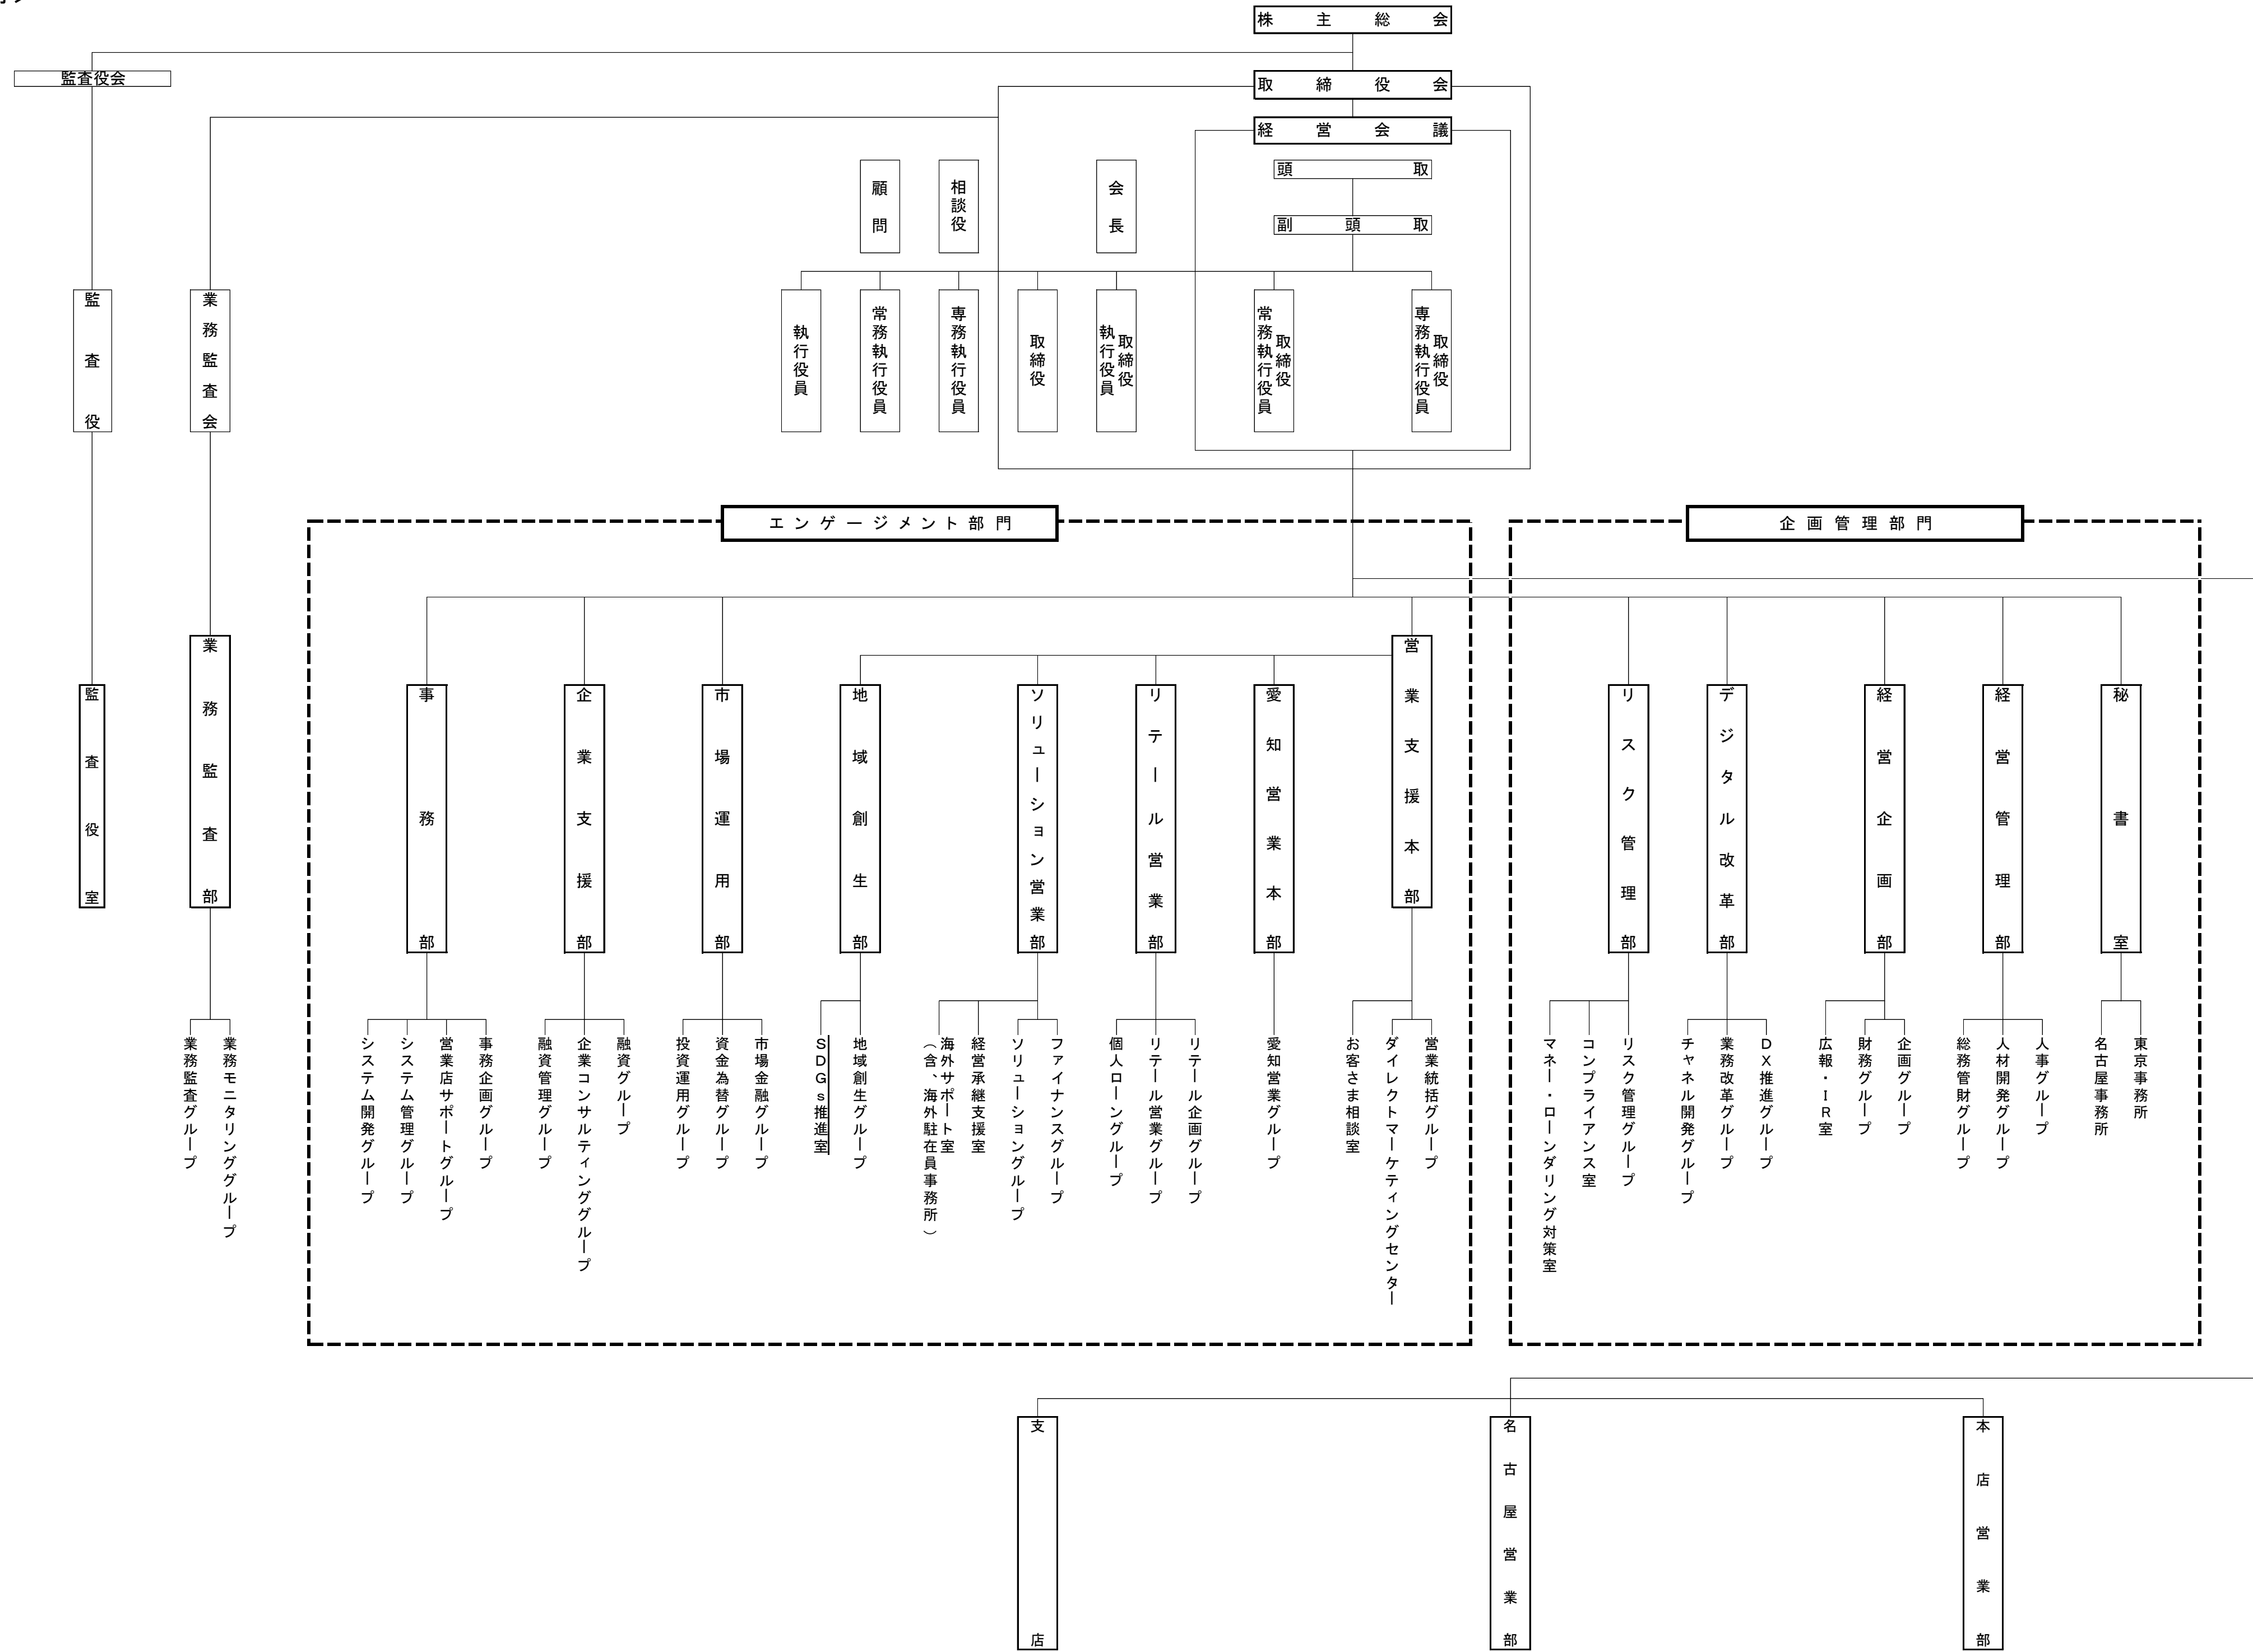 株主総会
監査役会
取締役会
経営会議
顧問
相談役
会長
頭取
副頭取
監査役
業務監査会
執行役員
常務執行役員
専務執行役員
取締役
取締役
執行役員
取締役
常務執行役員
取締役
専務執行役員
エンゲージメント部門
企画管理部門
監査役室
業務監査部
事務部
企業支援部
市場運用部
地域創生部
ソリューション営業部
リテール営業部
愛知営業本部
営業支援本部
リスク管理部
デジタル改革部
経営企画部
経営管理部
秘書室
業務監査グループ
業務モニタリンググループ
システム開発グループ
システム管理グループ
営業店サポートグループ
事務企画グループ
融資管理グループ
企業コンサルティンググループ
融資グループ
投資運用グループ
資金為替グループ
市場金融グループ
SDGs推進室
地域創生グループ
海外サポート室
（含、海外駐在員事務所）
経営承継支援室
ソリューショングループ
ファイナンスグループ
個人ローングループ
リテール営業グループ
リテール企画グループ
愛知営業グループ
お客さま相談室
ダイレクトマーケティングセンター
営業統括グループ
マネー・ローンダリング対策室
コンプライアンス室
リスク管理グループ
チャネル開発グループ
業務改革グループ
DX推進グループ
広報・IR室
財務グループ
企画グループ
総務管財グループ
人材開発グループ
人事グループ
名古屋事務所
東京事務所
支店
名古屋営業部
本店営業部